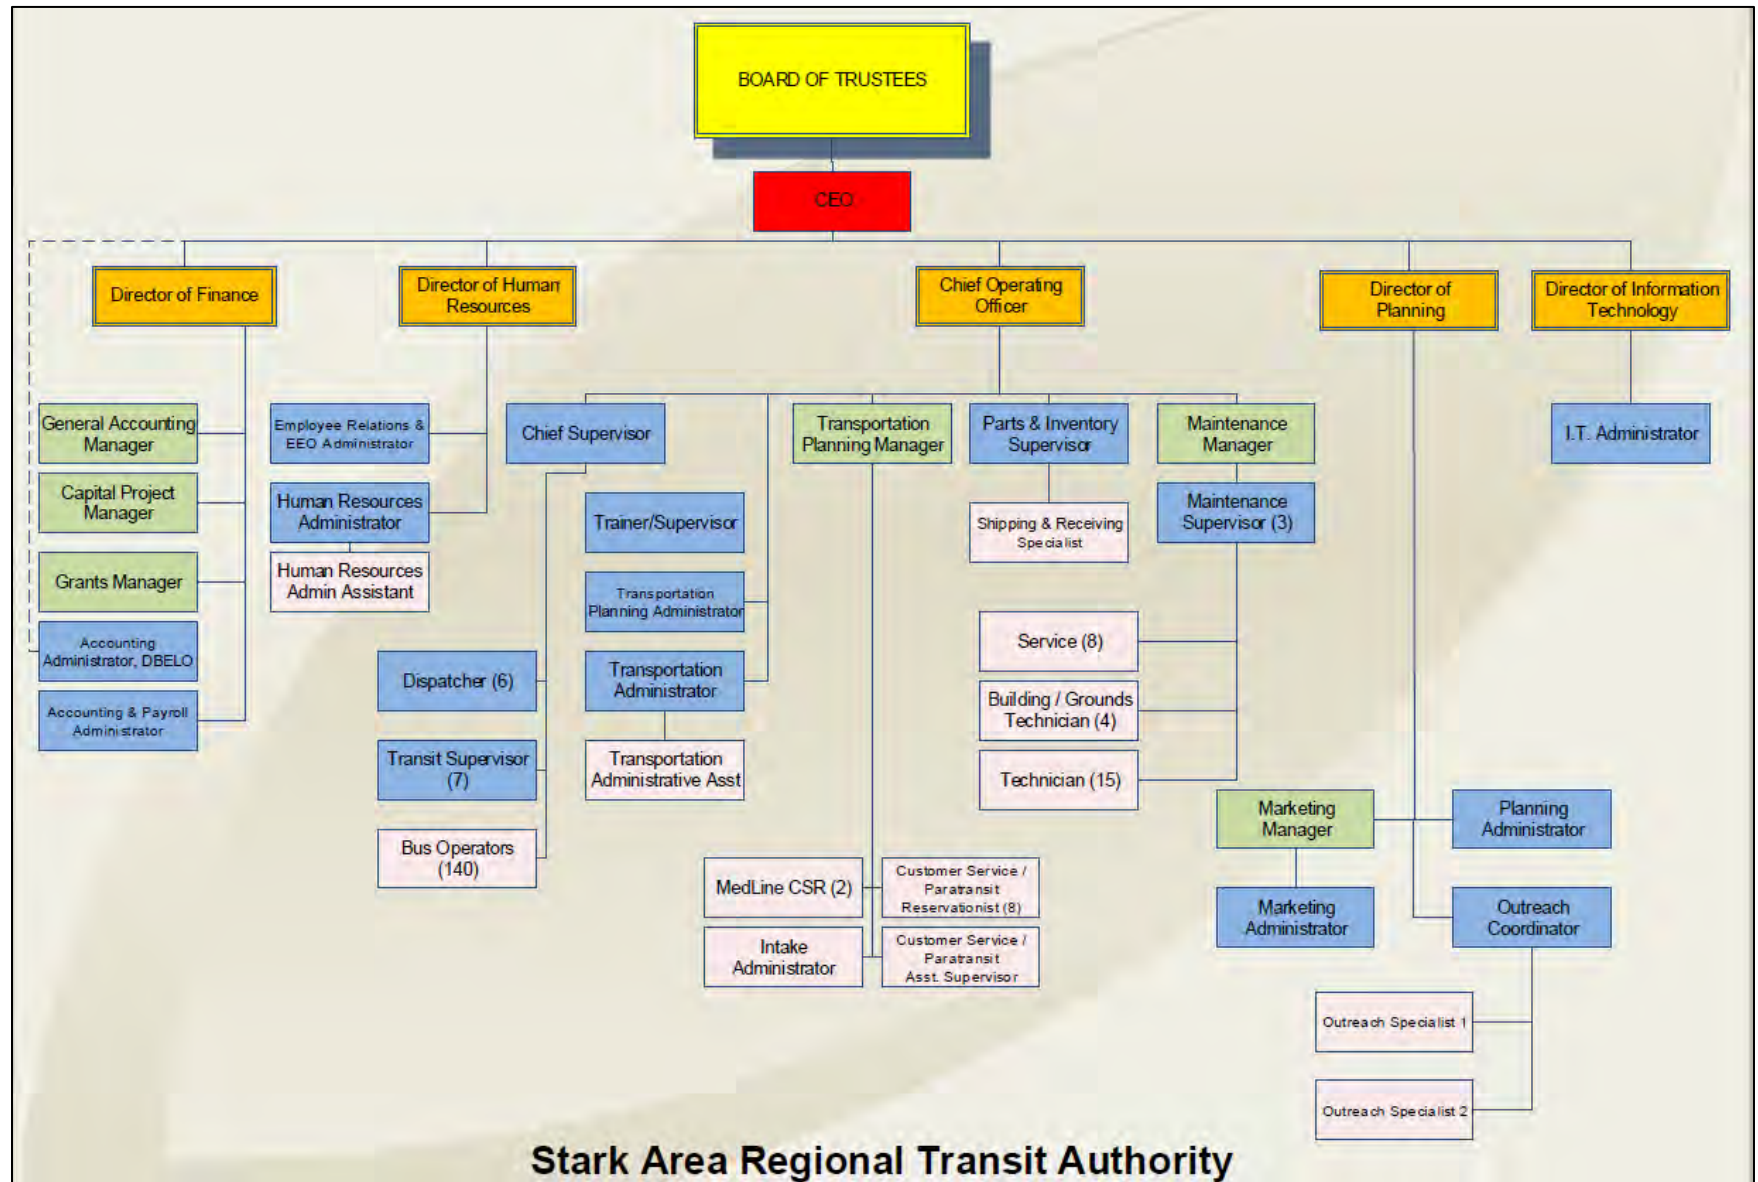 BOARD OF TRUSTEES
CEO
Director of Finance
Director of Human
Resources
Chief Operating
Officer
Director of
Planning
Director of Information
Technology
General Accounting
Manager
Capital Project
Manager
Grants Manager
Accounting
Administrator, DBELO
Accounting & Payroll
Administrator
Employee Relations &
EEO Administrator
Human Resources
Administrator
Human Resources
Admin Assistant
Chief Supervisor
Dispatcher (6)
Transit Supervisor
(7)
Bus Operators
(140)
Trainer/Supervisor
Transportation
Planning Administrator
Transportation
Administrator
Transportation
Administrative Asst
Transportation
Planning Manager
MedLine CSR (2)
Customer Service /
Paratransit
Reservationist (8)
Intake
Administrator
Customer Service /
Paratransit
Asst. Supervisor
Parts & Inventory
Supervisor
Shipping & Receiving
Specialist
Maintenance
Manager
Maintenance
Supervisor (3)
Service (8)
Building / Grounds
Technician (4)
Technician (15)
Marketing
Manager
Marketing
Administrator
Planning
Administrator
Outreach
Coordinator
Outreach Specialist 1
Outreach Specialist 2
I.T. Administrator
Stark Area Regional Transit Authority